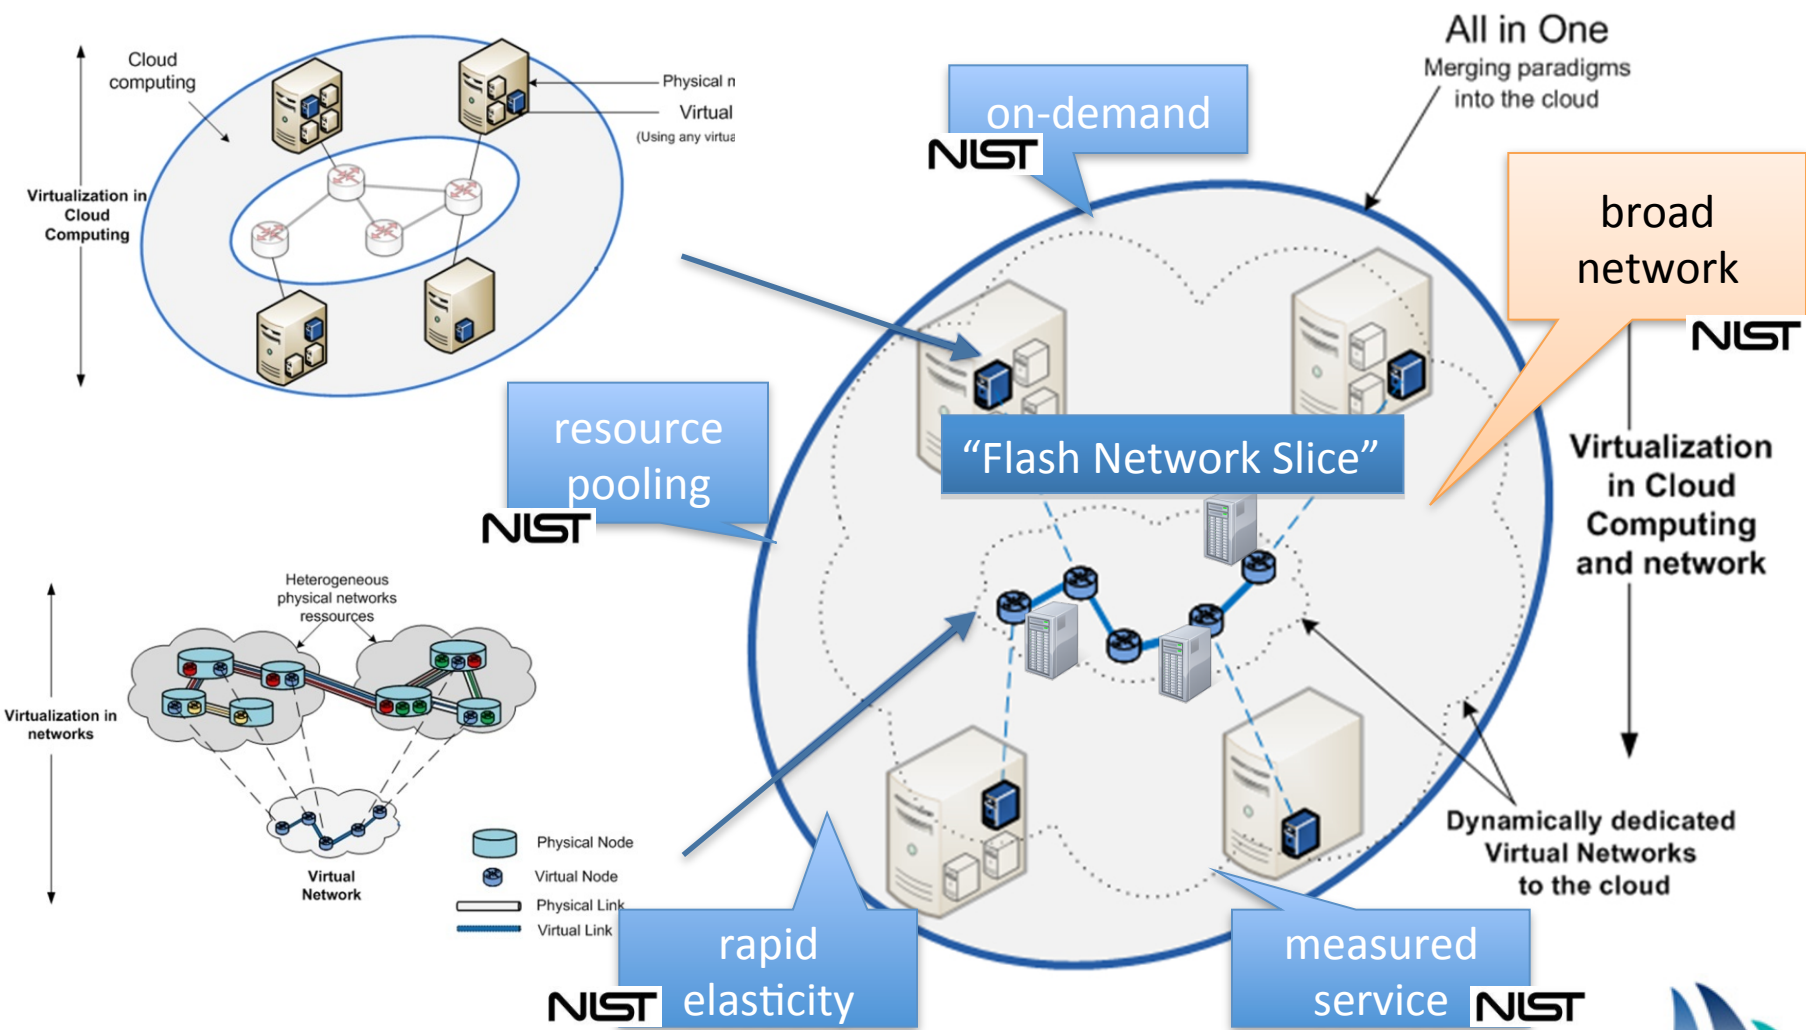 Cloud
computing
Physical
Virtual
(Using any
Virtualization in
Cloud
Computing
All in One
Merging paradigms
into the cloud
on-demand
NIST
broad
network
NIST
resource
pooling
NIST
"Flash Network Slice"
Virtualization
in Cloud
Computing
and network
Heterogeneous
physical networks
ressources
Virtualization in
networks
Virtual
Network
Physical Node
Virtual Node
Physical Link
Virtual Link
Dynamically dedicated
Virtual Networks
to the cloud
rapid
elasticity
NIST
measured
service
NIST